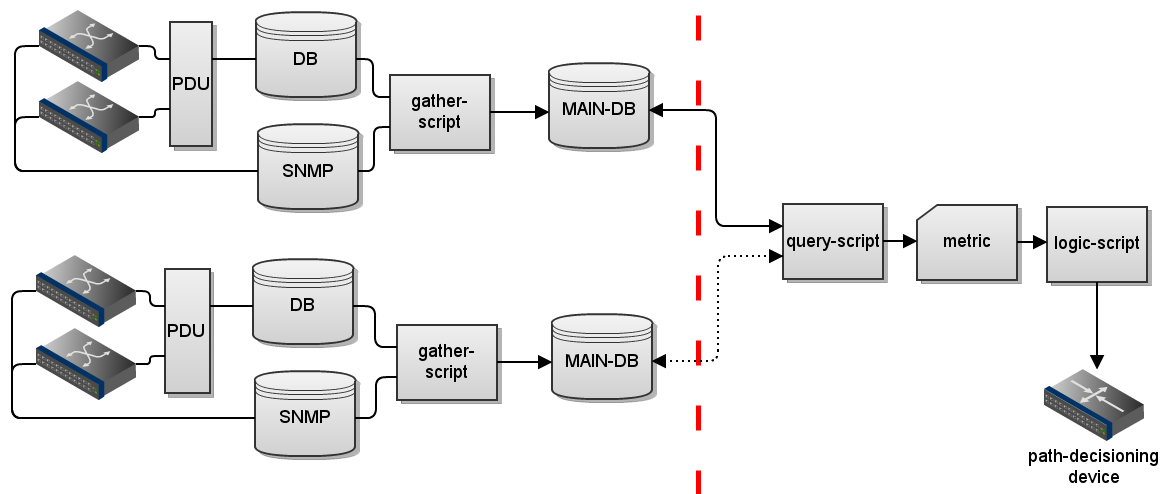 PDU
DB
SNMP
gather-
script
MAIN-DB
PDU
DB
SNMP
gather-
script
MAIN-DB
query-script
metric
logic-script
path-decisioning
device